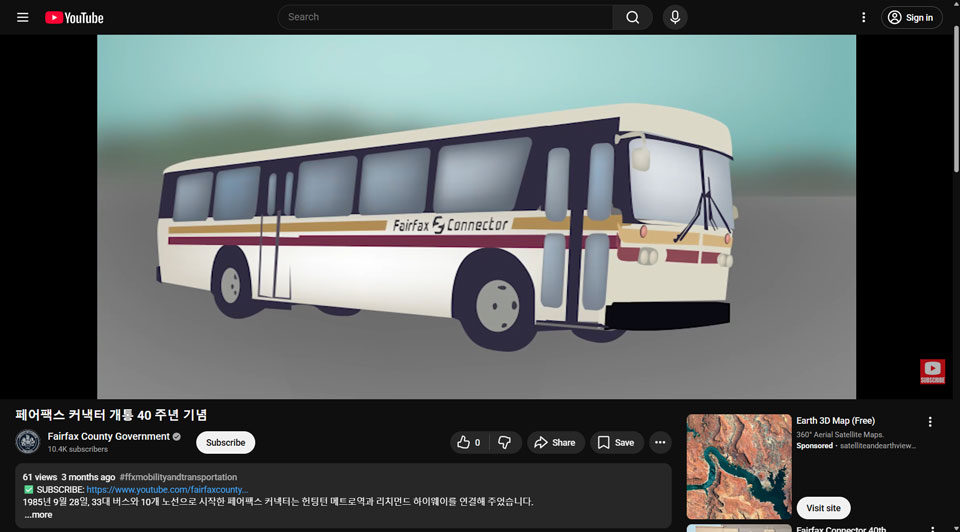 YouTube
Search
Sign in
Fairfax Connector
SUBSCRIBE
페어팩스 커낵터 개통 40 주년 기념
Fairfax County Government
10.4K subscribers
Subscribe
0
Share
Save
61 views 3 months ago #ffxmobilityandtransportation
✅ SUBSCRIBE: https://www.youtube.com/fairfaxcounty...
1985년 9월 28일, 33대 버스와 10개 노선으로 시작한 페어팩스 커낵터는 헌팅턴 메트로역과 리치먼드 하이웨이를 연결해 주었습니다.
...more
Earth 3D Map (Free)
360° Aerial Satellite Maps.
Sponsored · satelliteandearthview...
Visit site
Fairfax Connector 40th